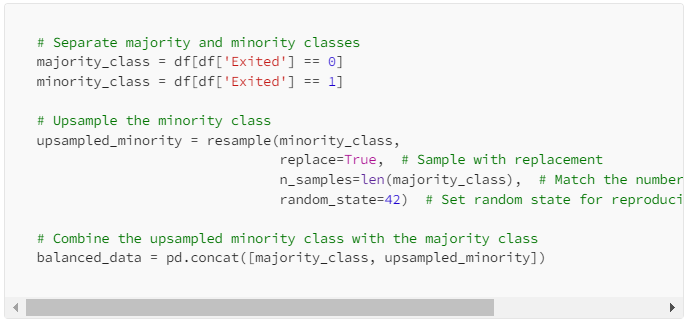 # Separate majority and minority classes
majority_class = df[df['Exited'] == 0]
minority_class = df[df['Exited'] == 1]
# Upsample the minority class
upsampled_minority = resample(minority_class,
replace=True,  # Sample with replacement
n_samples=len(majority_class),  # Match the number
random_state=42)  # Set random state for reproduci
# Combine the upsampled minority class with the majority class
balanced_data = pd.concat([majority_class, upsampled_minority])